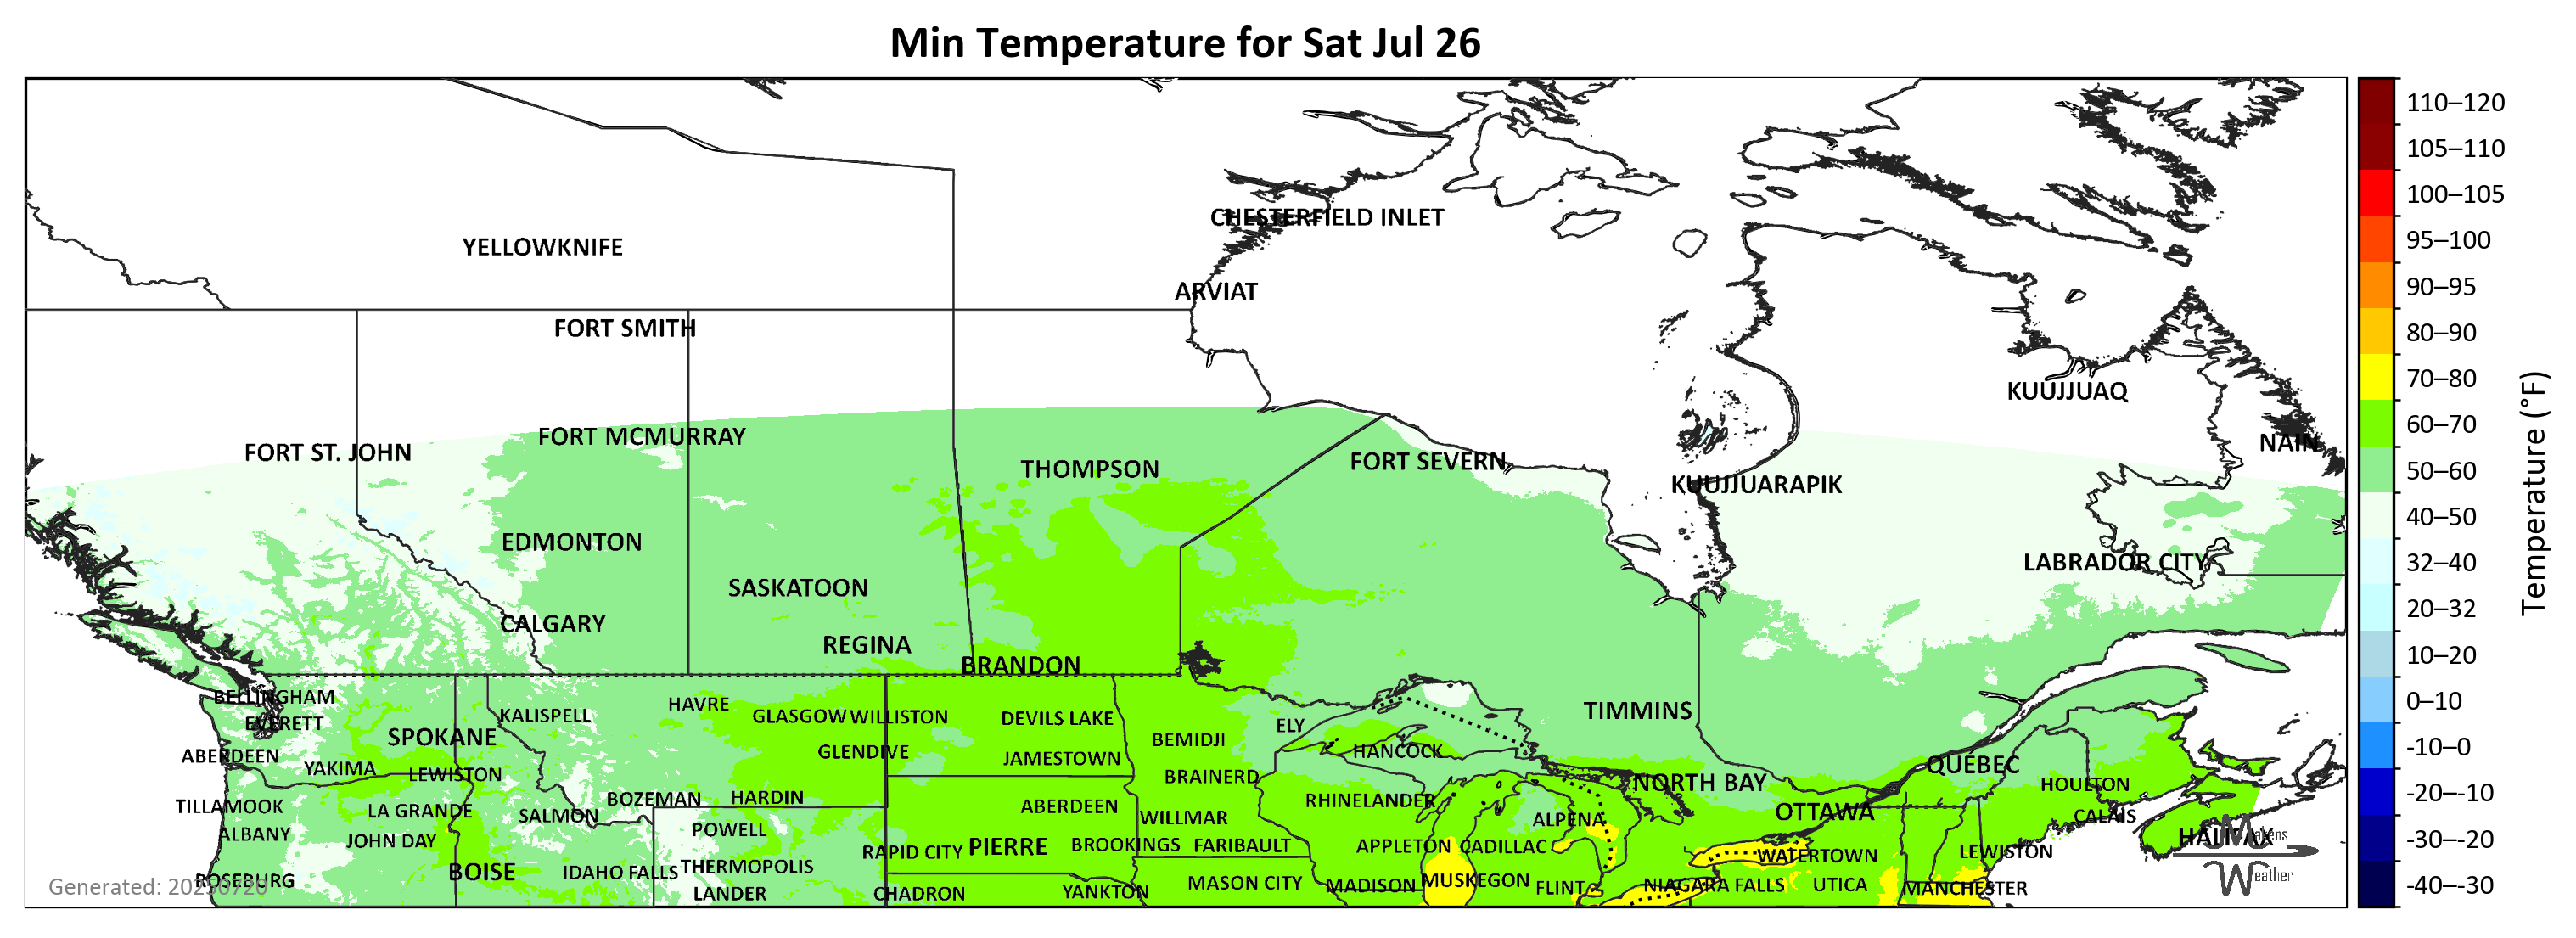 Min Temperature for Sat Jul 26
CHESTERFIELD INLET
YELLOWKNIFE
ARVIAT
FORT SMITH
KUUJJUAQ
FORT MCMURRAY
NAIN
FORT ST. JOHN
FORT SEVERN
THOMPSON
KUUJJUARAPIK
EDMONTON
LABRADOR CITY
SASKATOON
CALGARY
REGINA
BRANDON
BELLINGHAM
HAVRE
KALISPELL
GLASGOW WILLISTON
DEVILS LAKE
TIMMINS
EVERETT
ELY
SPOKANE
BEMIDJI
GLENDIVE
HANCOCK
ABERDEEN
JAMESTOWN
QUÉBEC
YAKIMA
LEWISTON
BRAINERD
NORTH BAY
HOULTON
BOZEMAN
HARDIN
RHINELANDER
TILLAMOOK
LA GRANDE
SALMON
ABERDEEN
WILLMAR
ALPENA
OTTAWA
CALAIS
ALBANY
JOHN DAY
POWELL
RAPID CITY
PIERRE
BROOKINGS
FARIBAULT
APPLETON
CADILLAC
WATERTOWN
LEWISTON
HALIFAX
Makens
Weather
BOISE
IDAHO FALLS
THERMOPOLIS
ROSEBURG
LANDER
CHADRON
YANKTON
MASON CITY
MADISON
MUSKEGON
FLINT
NIAGARA FALLS
UTICA
MANCHESTER
Generated: 20250720
110–120
105–110
100–105
95–100
90–95
80–90
70–80
60–70
50–60
40–50
32–40
20–32
10–20
0–10
-10–0
-20–-10
-30–-20
-40–-30
Temperature (°F)